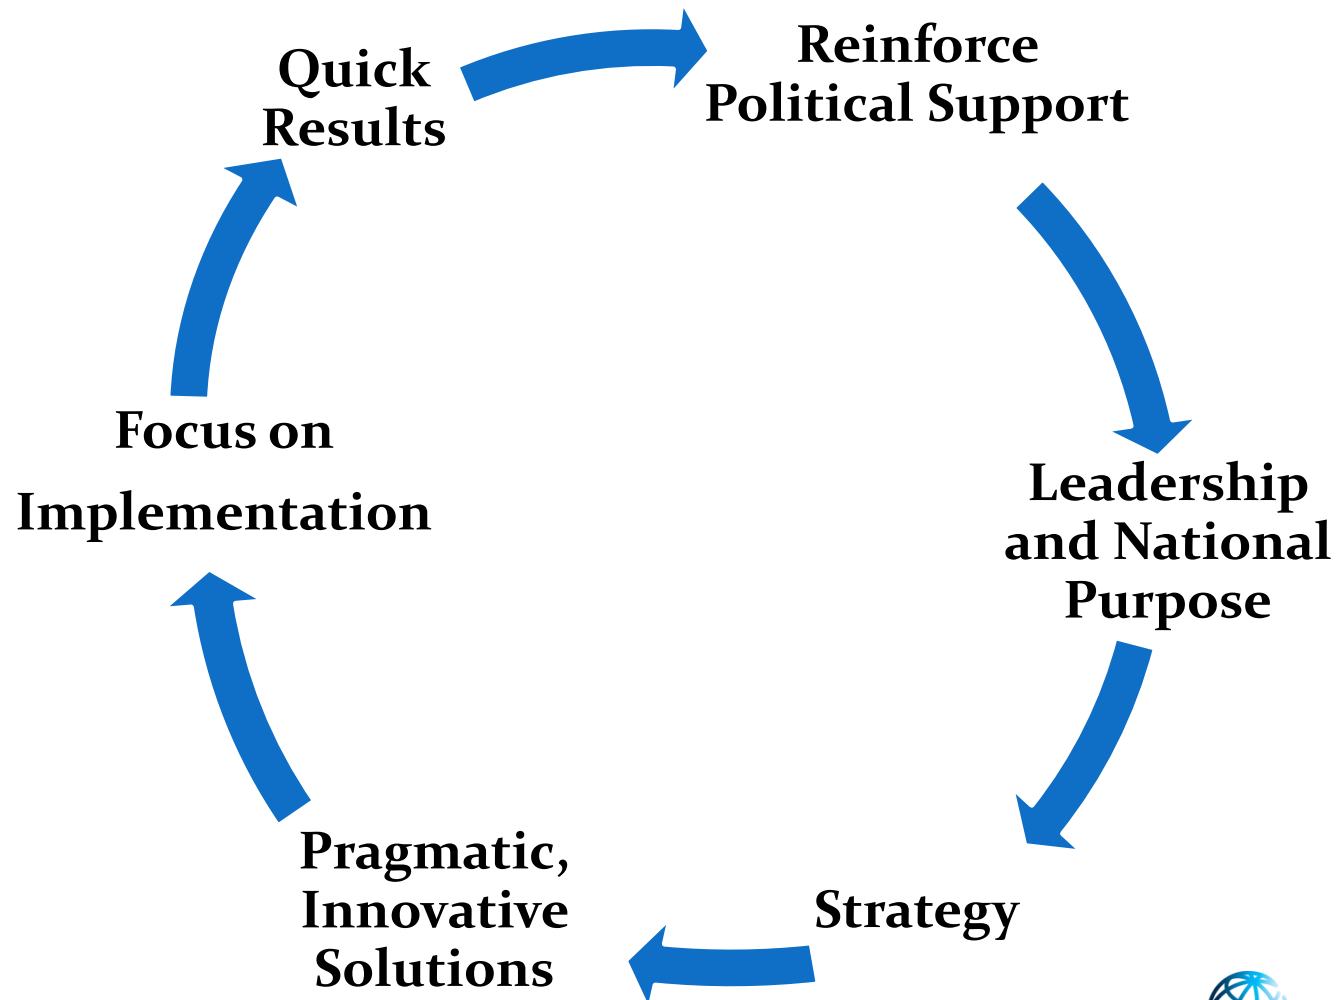 Quick
Results
Reinforce
Political Support
Leadership
and National
Purpose
Strategy
Pragmatic,
Innovative
Solutions
Focus on
Implementation